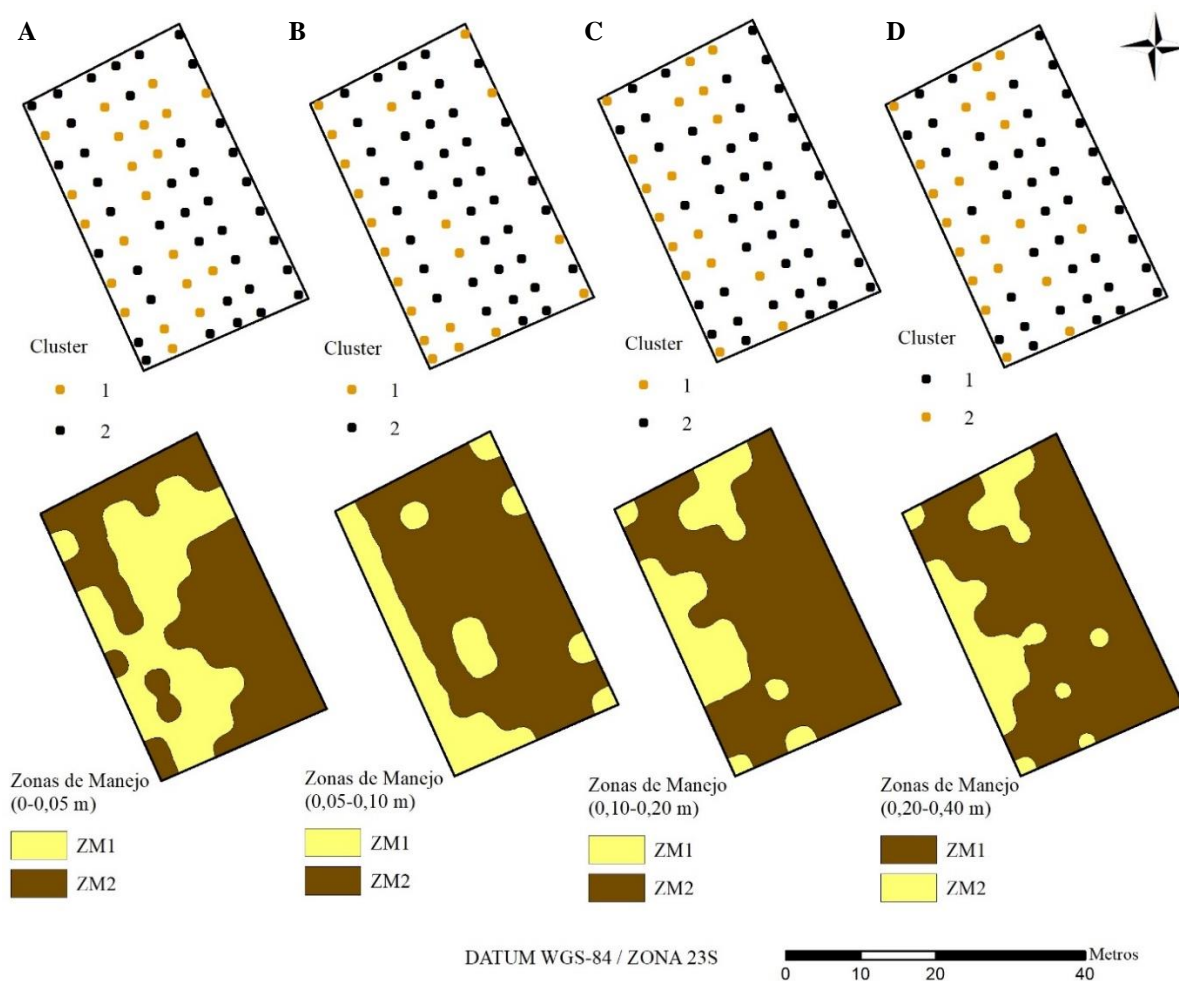 A B C D
Cluster Cluster Cluster Cluster
1 1 1 1
2 2 2 2
Zonas de Manejo
(0-0,05 m)
ZM1
ZM2
Zonas de Manejo
(0,05-0,10 m)
ZM1
ZM2
Zonas de Manejo
(0,10-0,20 m)
ZM1
ZM2
Zonas de Manejo
(0,20-0,40 m)
ZM1
ZM2
DATUM WGS-84 / ZONA 23S
Metros
0 10 20 40